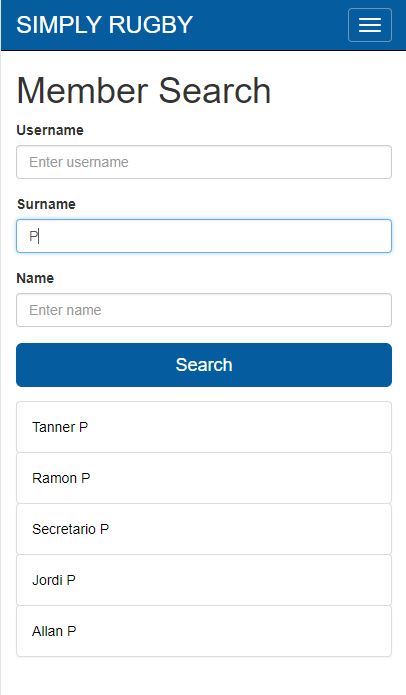 SIMPLY RUGBY
Member Search
Username
Enter username
Surname
P
Name
Enter name
Search
Tanner P
Ramon P
Secretario P
Jordi P
Allan P